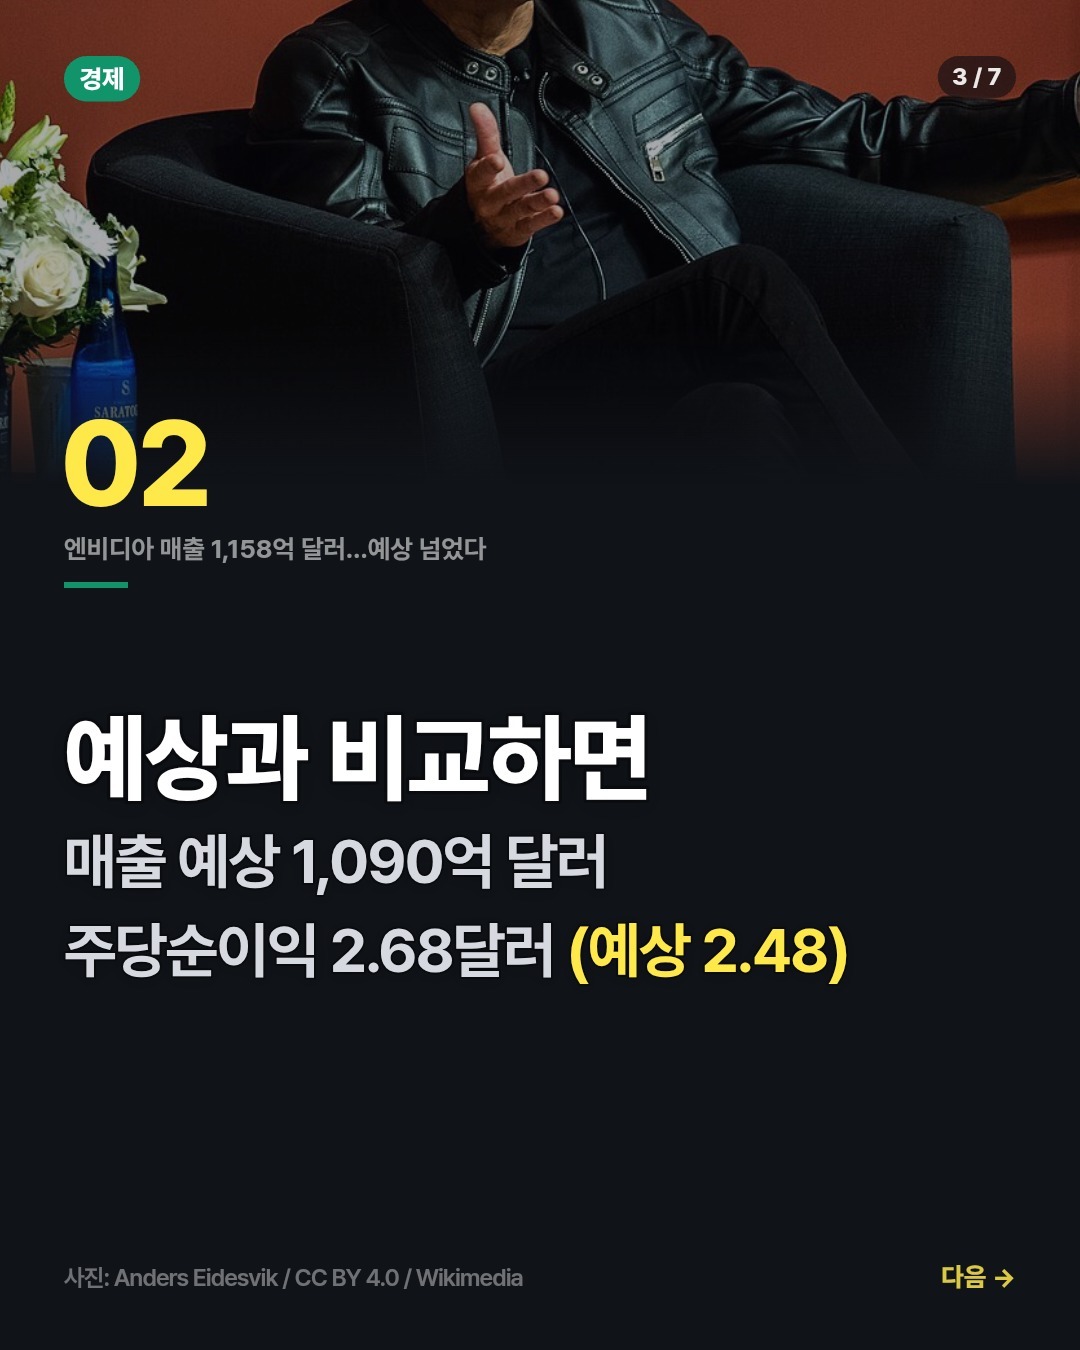 경제
3 / 7
S
SARATO
02
엔비디아 매출 1,158억 달러...예상 넘었다
예상과 비교하면
매출 예상 1,090억 달러
주당순이익 2.68달러 (예상 2.48)
사진: Anders Eidesvik / CC BY 4.0 / Wikimedia
다음 →